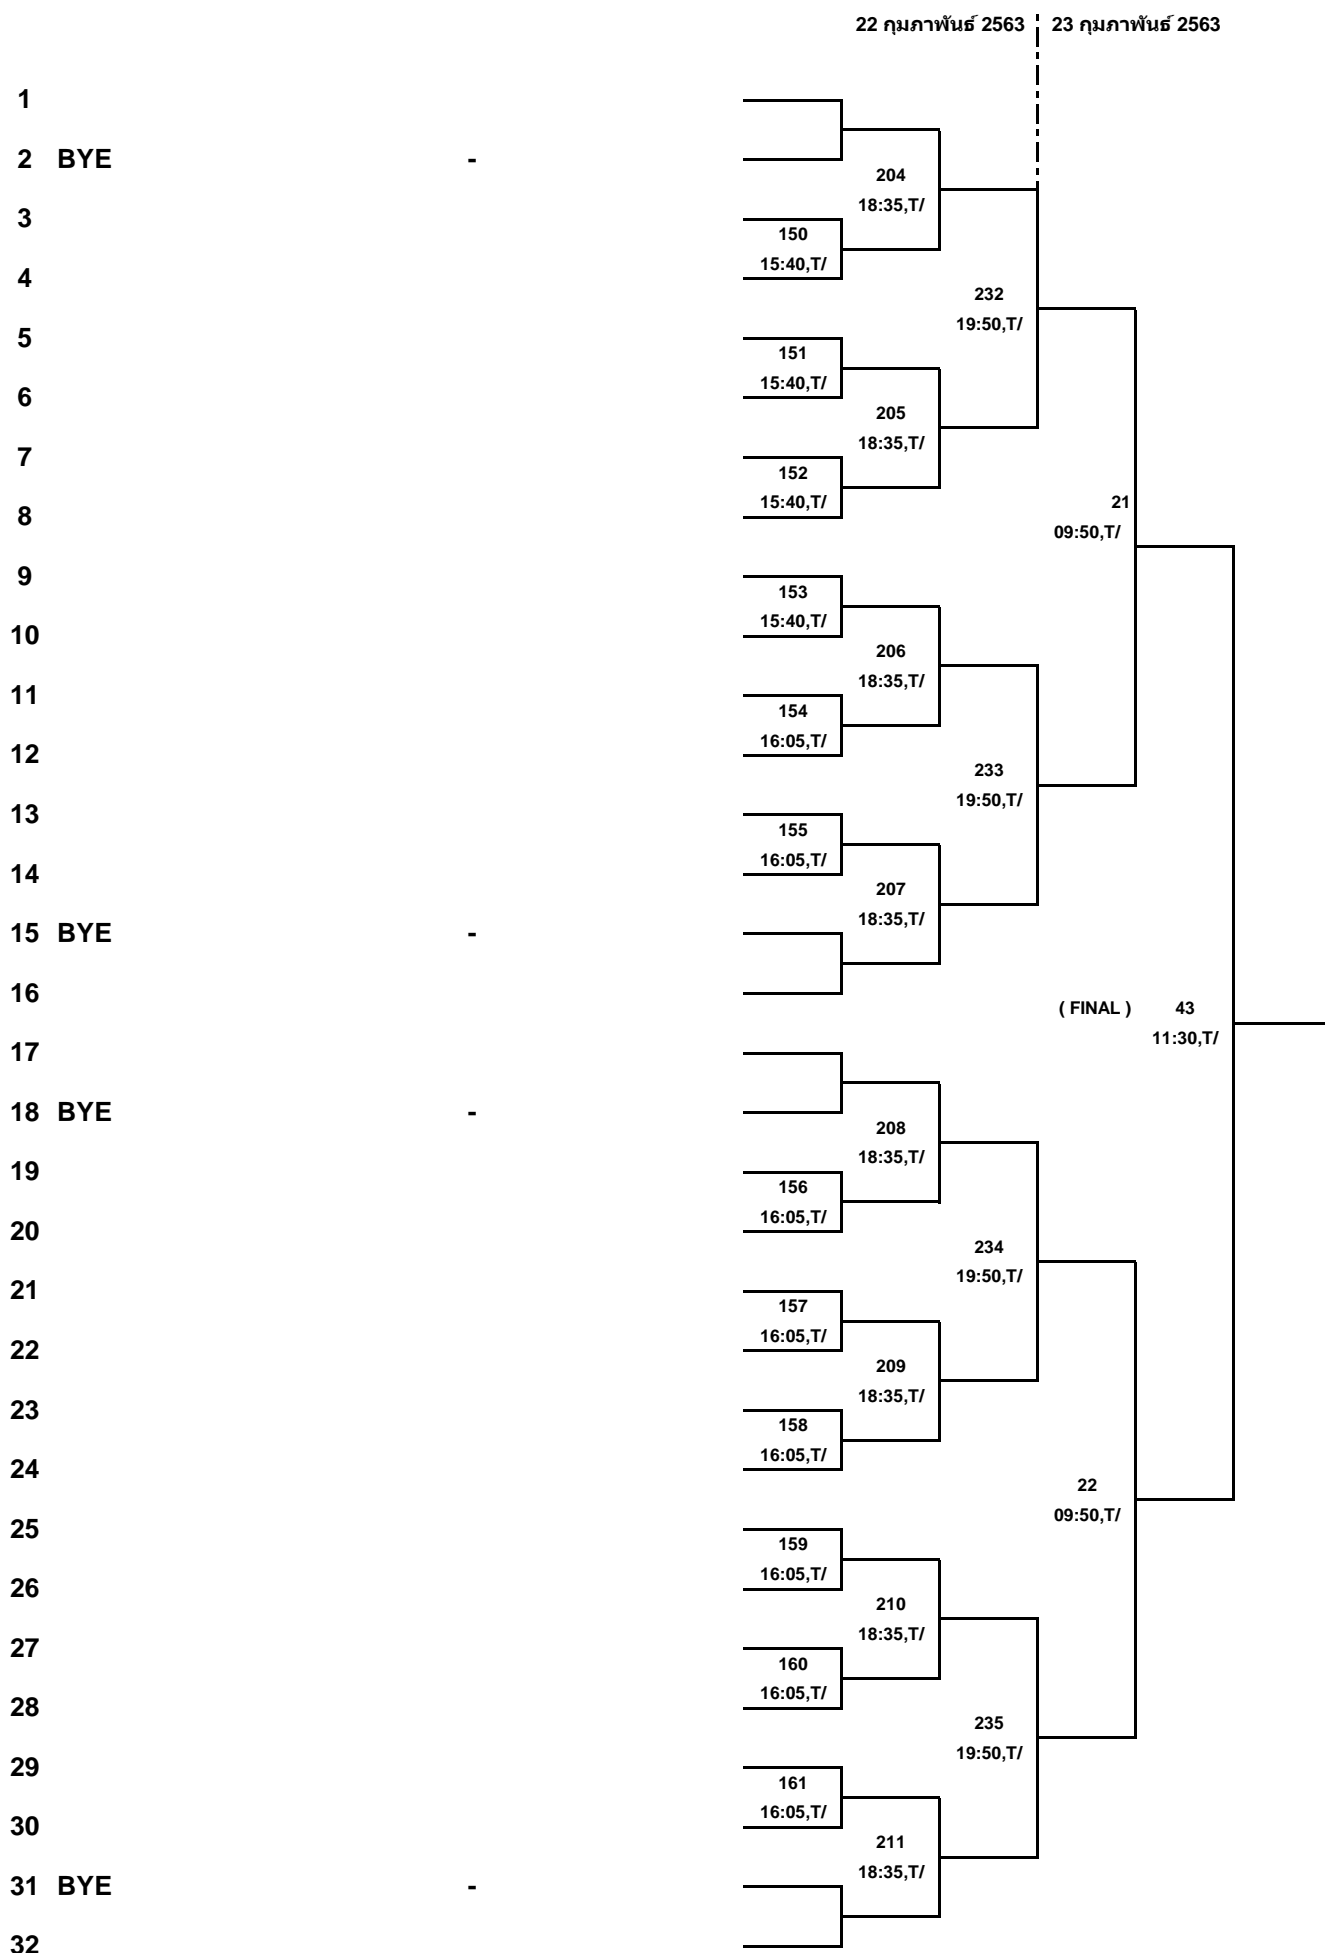 22 กุมภาพันธ์ 2563 23 กุมภาพันธ์ 2563
1
2 BYE -
204
18:35,T/
3
150
15:40,T/
4
232
19:50,T/
5
151
15:40,T/
6
205
18:35,T/
7
152
15:40,T/
8
21
09:50,T/
9
153
15:40,T/
10
206
18:35,T/
11
154
16:05,T/
12
233
19:50,T/
13
155
16:05,T/
14
207
18:35,T/
15 BYE -
16
( FINAL ) 43
11:30,T/
17
18 BYE -
208
18:35,T/
19
156
16:05,T/
20
234
19:50,T/
21
157
16:05,T/
22
209
18:35,T/
23
158
16:05,T/
24
22
09:50,T/
25
159
16:05,T/
26
210
18:35,T/
27
160
16:05,T/
28
235
19:50,T/
29
161
16:05,T/
30
211
18:35,T/
31 BYE -
32